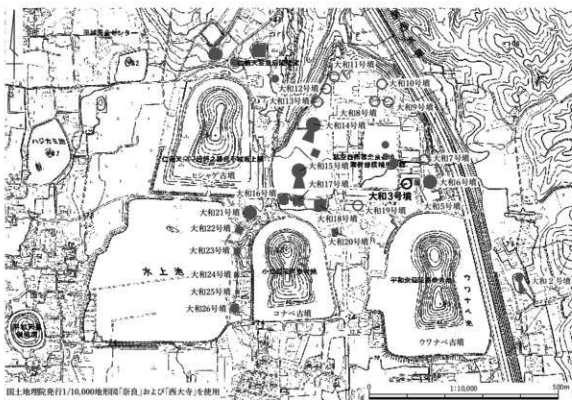 大和11号墳
大和12号墳
大和10号墳
大和13号墳
大和9号墳
大和8号墳
大和14号墳
ハジカミ池
大和7号墳
ヒシャゲ古墳
大和15号墳
大和3号墳
大和6号墳
大和17号墳
大和16号墳
大和5号墳
大和21号墳
大和18号墳
大和19号墳
大和22号墳
大和20号墳
大和23号墳
水上池
大和24号墳
ウワナベ池
大和2号墳
大和25号墳
大和26号墳
コナベ古墳
ウワナベ古墳
国土地理院発行1/10,000地形図「奈良」および「西大寺」を使用
0
1:10,000
500m